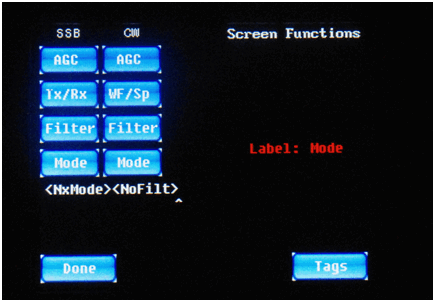 SSB CW Screen Functions
AGC AGC
Tx/Rx WF/Sp
Filter Filter
Label: Mode
Mode Mode
<NxMode><NoFilt>
^
Done Tags